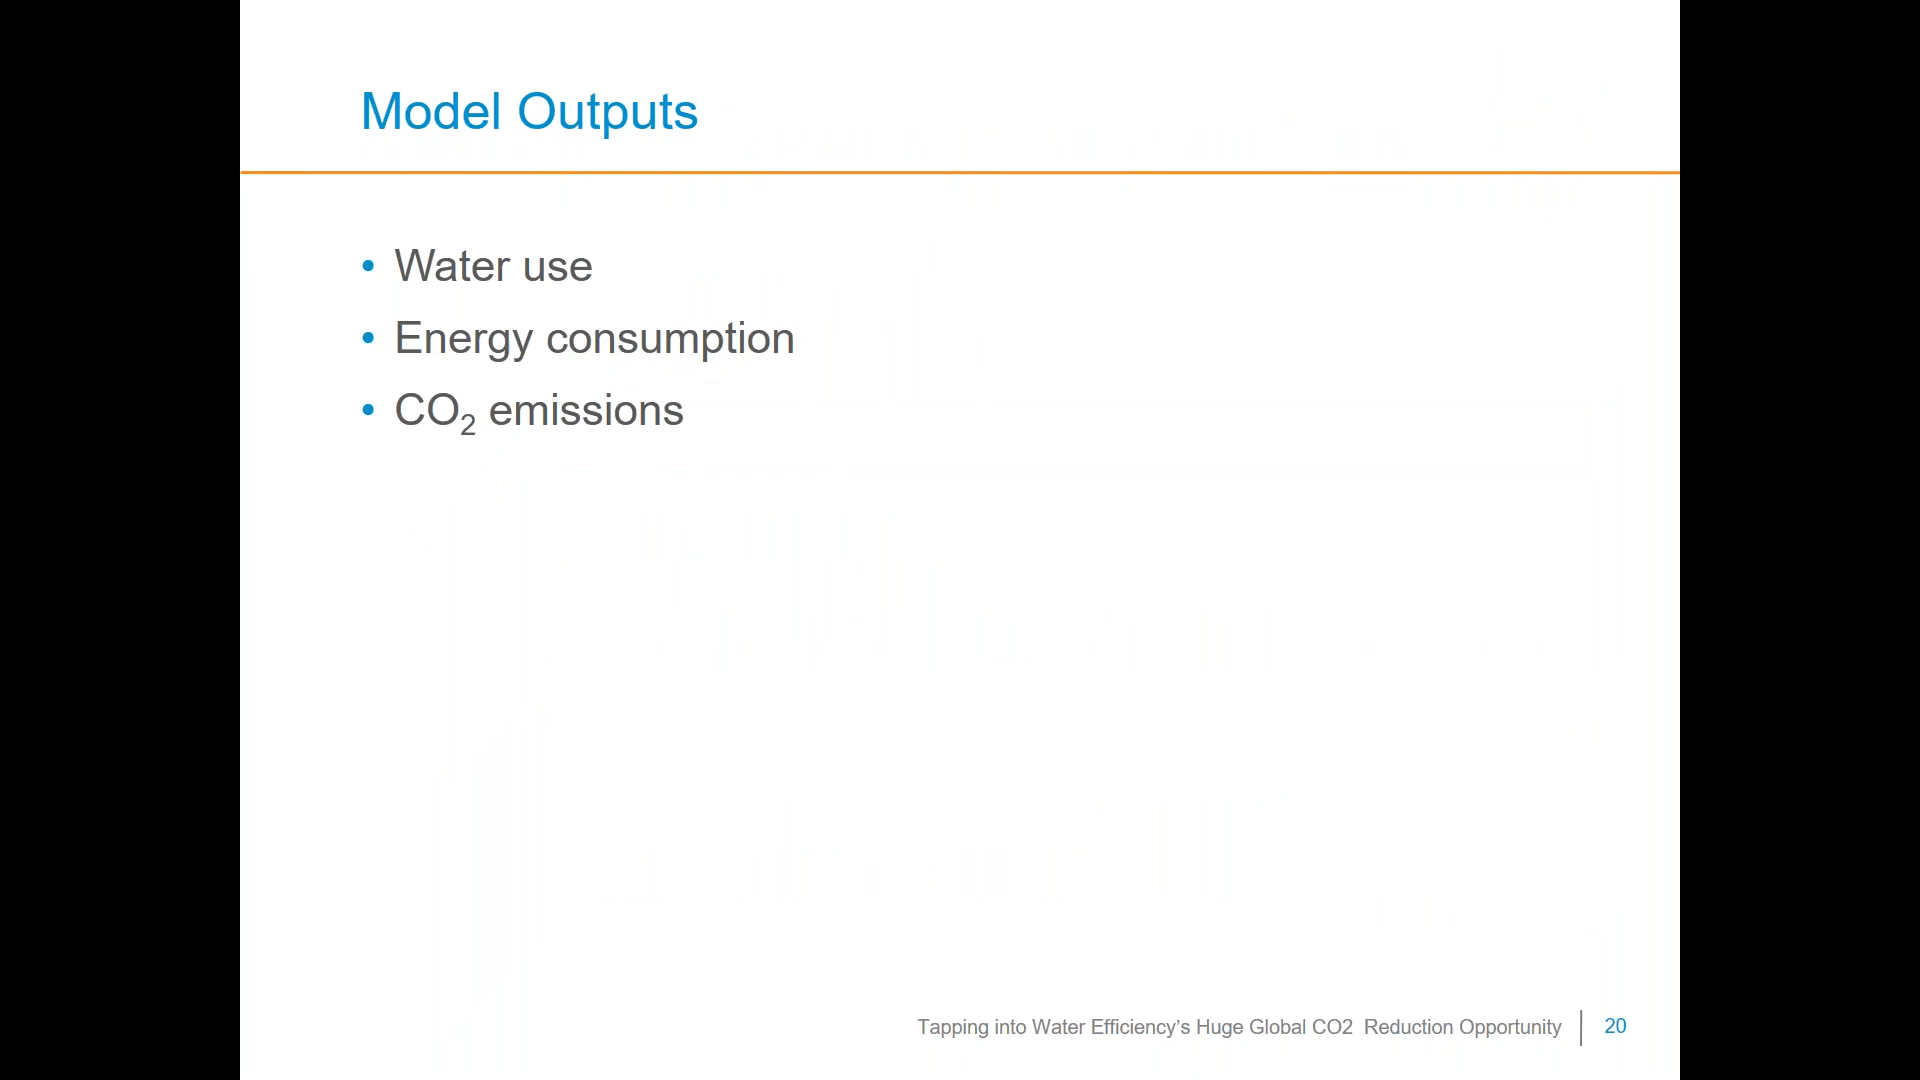 Model Outputs
• Water use
• Energy consumption
• CO₂ emissions
Tapping into Water Efficiency’s Huge Global CO2  Reduction Opportunity | 20